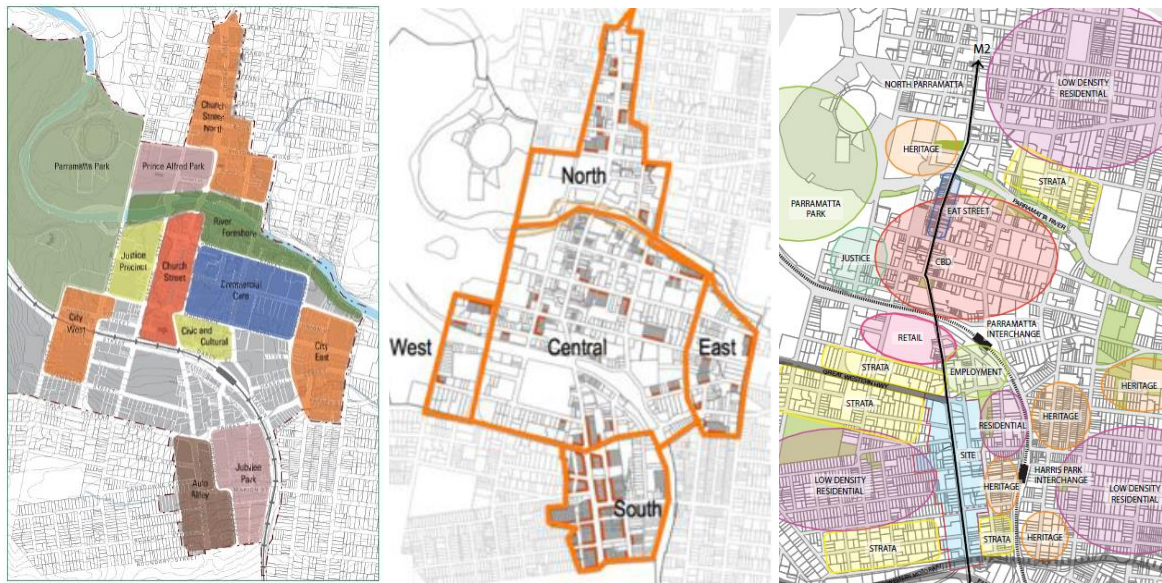 Church
Street
North
Parramatta Park
Prince Alfred Park
River
Foreshore
Justice
Precinct
Church
Street
Commercial
Core
City
West
Civic and
Cultural
City
East
Auto
Alley
Jubilee
Park
North
West
Central
East
South
M2
NORTH PARRAMATTA
LOW DENSITY
RESIDENTIAL
HERITAGE
STRATA
PARRAMATTA
PARK
EAT STREET
PARRAMATTA RIVER
JUSTICE
CBD
RETAIL
PARRAMATTA
INTERCHANGE
STRATA
GREAT WESTERN HWY
EMPLOYMENT
HERITAGE
STRATA
RESIDENTIAL
HERITAGE
SITE
LOW DENSITY
RESIDENTIAL
HERITAGE
HARRIS PARK
INTERCHANGE
LOW DENSITY
RESIDENTIAL
STRATA
STRATA
HERITAGE